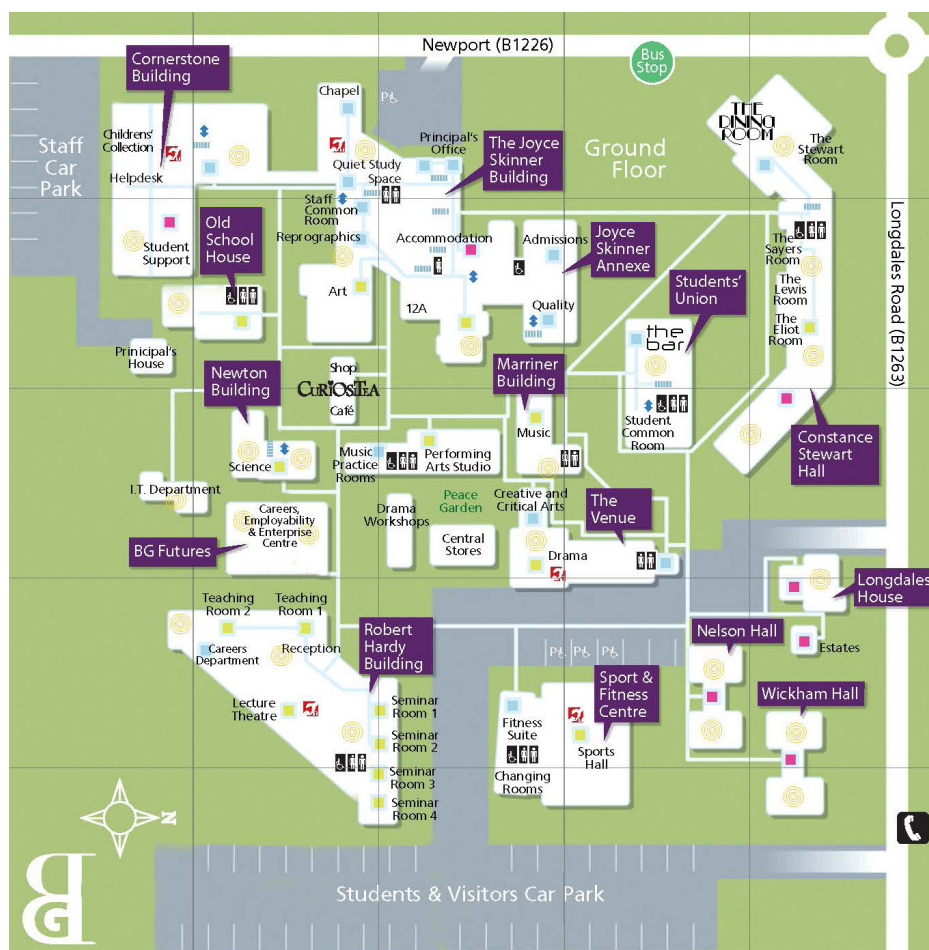 Newport (B1226)
Bus
Stop
Cornerstone
Building
Chapel
P
THE
DINING
ROOM
Staff
Car
Park
Childrens'
Collection
Helpdesk
Principal's
Office
The Joyce
Skinner
Building
Ground
Floor
The
Stewart
Room
Quiet Study
Space
Staff
Common
Room
Reprographics
Old
School
House
Student
Support
Accommodation
Admissions
Joyce
Skinner
Annexe
The
Sayers
Room
Longdales Road (B1263)
Art
12A
Quality
Students'
Union
The
Lewis
Room
The
Eliot
Room
the
bar
Prinicipal's
House
Newton
Building
Shop
CURIOSITEA
Café
Marriner
Building
Music
Student
Common
Room
Constance
Stewart
Hall
Science
Music
Practice
Rooms
Performing
Arts Studio
I.T. Department
Careers,
Employability
& Enterprise
Centre
BG Futures
Drama
Workshops
Peace
Garden
Central
Stores
Creative and
Critical Arts
The
Venue
Drama
Longdales
House
Teaching
Room 2
Teaching
Room 1
Careers
Department
Reception
Robert
Hardy
Building
Nelson Hall
Estates
P P P
Lecture
Theatre
Seminar
Room 1
Seminar
Room 2
Seminar
Room 3
Seminar
Room 4
Fitness
Suite
Changing
Rooms
Sport &
Fitness
Centre
Sports
Hall
Wickham Hall
N
BG
Students & Visitors Car Park